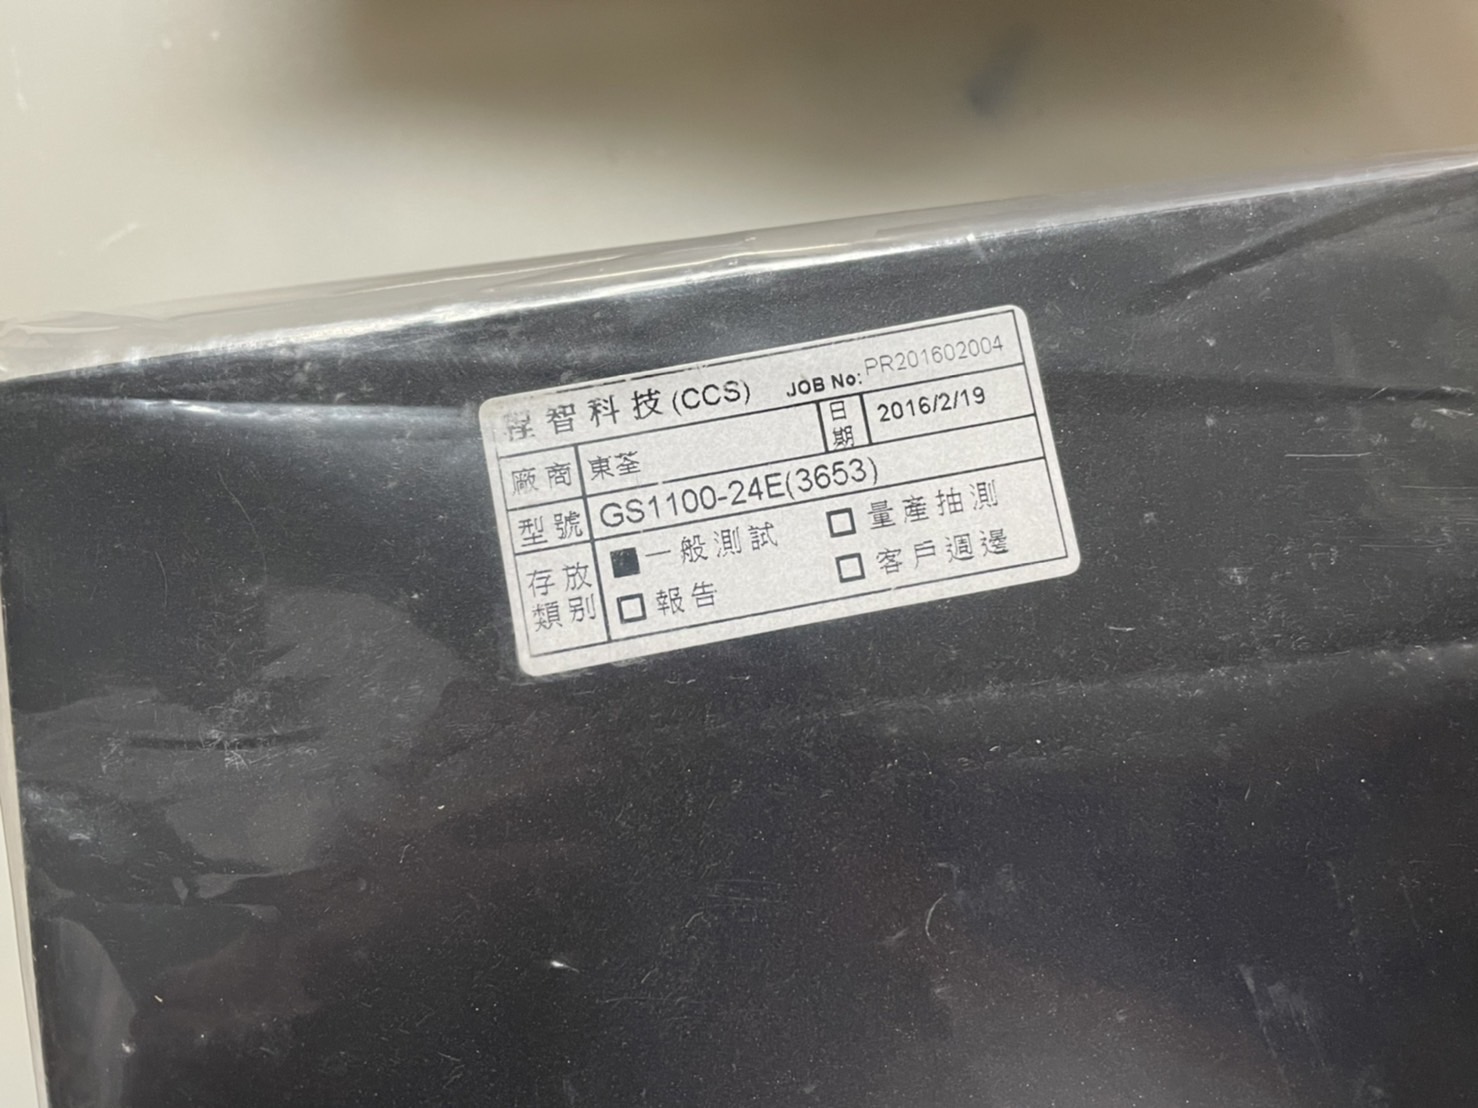 程智科技(CCS) JOB No: PR201602004
廠商 東荃 日期 2016/2/19
型號 GS1100-24E(3653)
存放類別 ■一般測試 □量產抽測
□報告 □客戶週邊